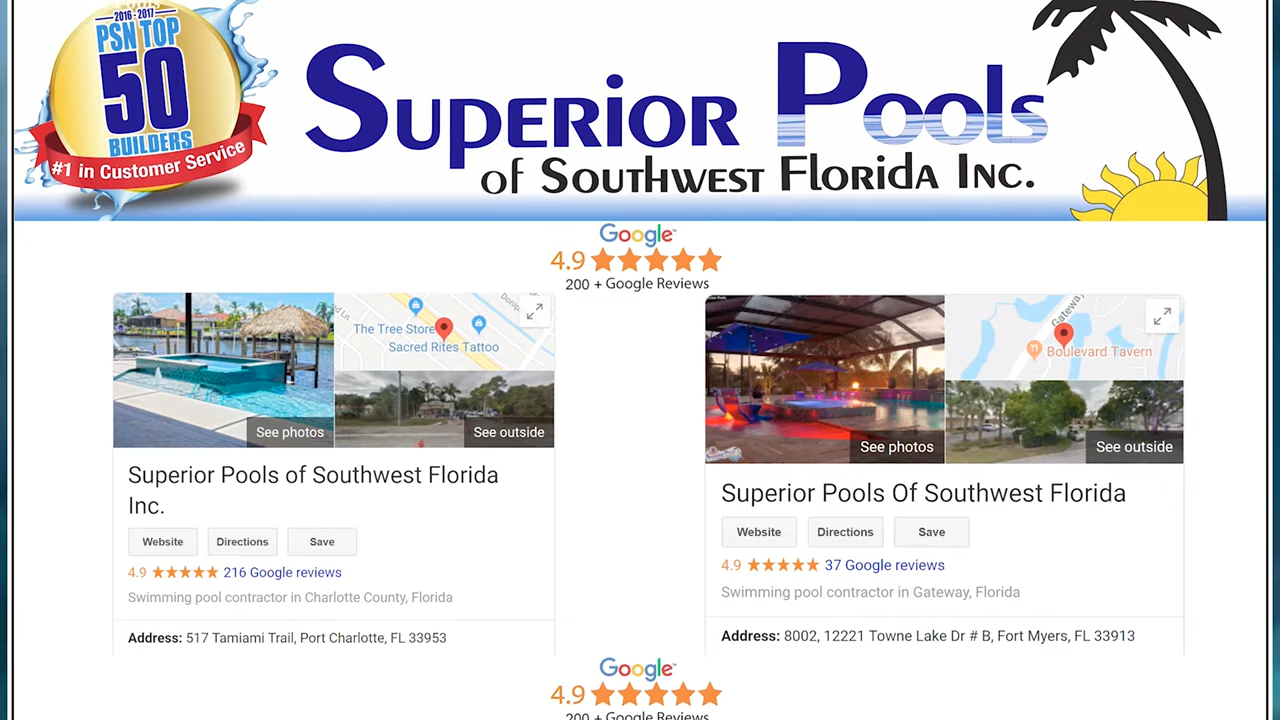 2016 - 2017
PSN TOP
50
BUILDERS
#1 in Customer Service
Superior Pools
of Southwest Florida Inc.
Google
4.9
200 + Google Reviews
The Tree Store
Sacred Rites Tattoo
See photos
See outside
Superior Pools of Southwest Florida
Inc.
Website Directions Save
4.9 216 Google reviews
Swimming pool contractor in Charlotte County, Florida
Address: 517 Tamiami Trail, Port Charlotte, FL 33953
Gateway
Boulevard Tavern
See photos
See outside
Superior Pools Of Southwest Florida
Website Directions Save
4.9 37 Google reviews
Swimming pool contractor in Gateway, Florida
Address: 8002, 12221 Towne Lake Dr # B, Fort Myers, FL 33913
Google
4.9
200 + Google Reviews